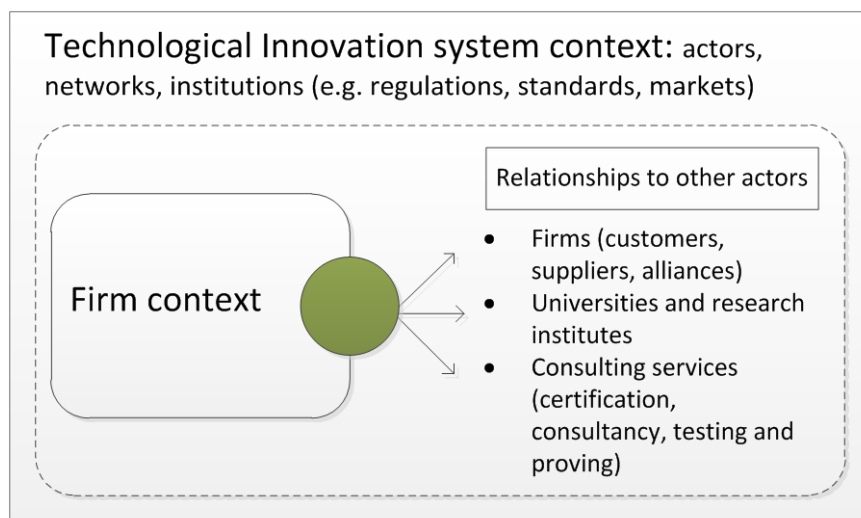 Technological Innovation system context: actors,
networks, institutions (e.g. regulations, standards, markets)
Relationships to other actors
Firm context
• Firms (customers,
suppliers, alliances)
• Universities and research
institutes
• Consulting services
(certification,
consultancy, testing and
proving)